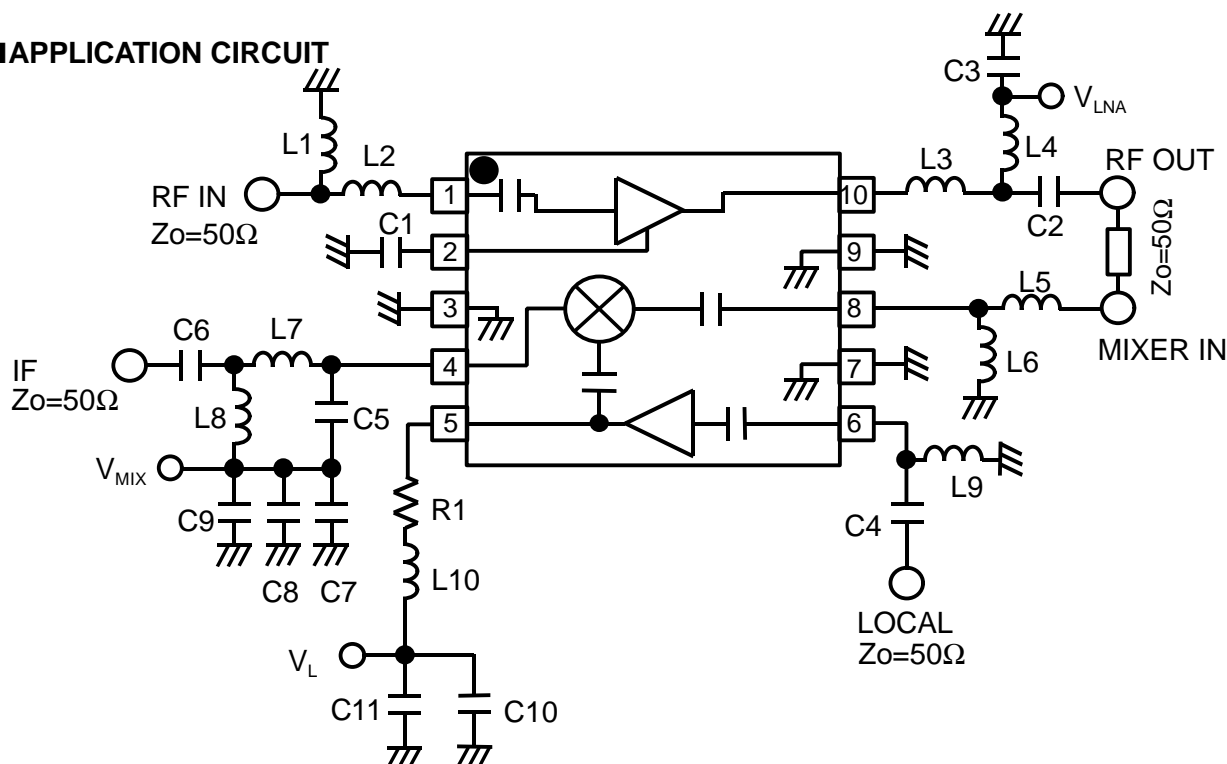 APPLICATION CIRCUIT
C3
V_LNA
L1
L2
L3
L4
RF OUT
RF IN
Zo=50Ω
1
10
C2
C1
2
9
Zo=50Ω
3
8
L5
C6
L7
L6
MIXER IN
IF
Zo=50Ω
4
7
L8
C5
5
6
V_MIX
L9
C9
R1
C4
C8
C7
L10
LOCAL
Zo=50Ω
V_L
C11
C10